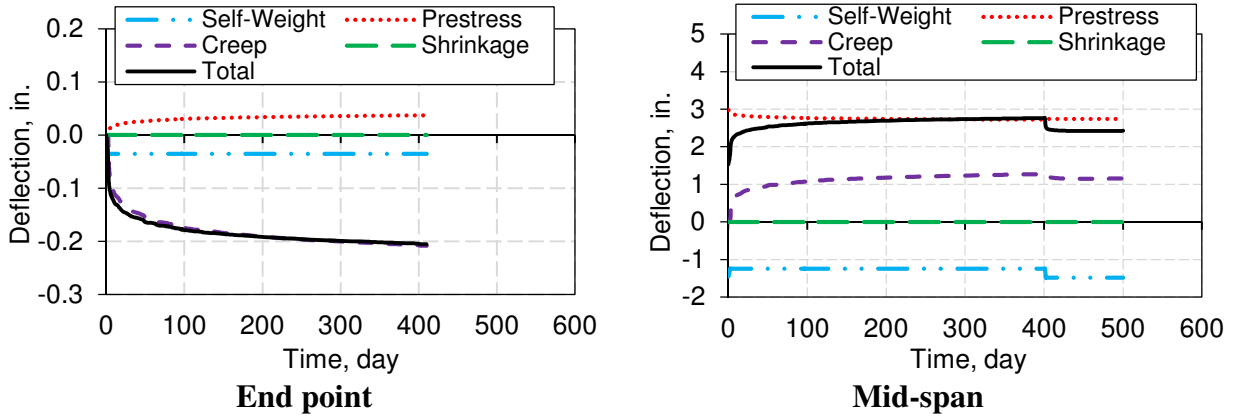 Self-Weight Prestress
Creep Shrinkage
Total
0.2
0.1
0.0
-0.1
-0.2
-0.3
Deflection, in.
0 100 200 300 400 500 600
Time, day
End point
Self-Weight Prestress
Creep Shrinkage
Total
5
4
3
2
1
0
-1
-2
Deflection, in.
0 100 200 300 400 500 600
Time, day
Mid-span